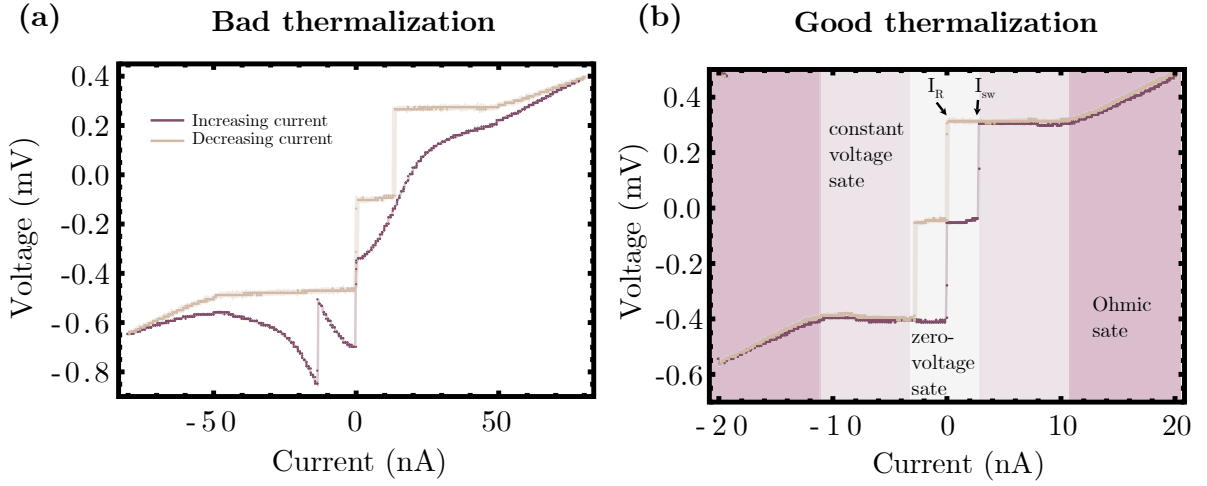 (a)
Bad thermalization
0.4
0.2
0.0
-0.2
-0.4
-0.6
-0.8
Voltage (mV)
Increasing current
Decreasing current
-50
0
50
Current (nA)
(b)
Good thermalization
0.4
0.2
0.0
-0.2
-0.4
-0.6
Voltage (mV)
I_R
I_sw
constant
voltage
sate
zero-
voltage
sate
Ohmic
sate
-20
-10
0
10
20
Current (nA)